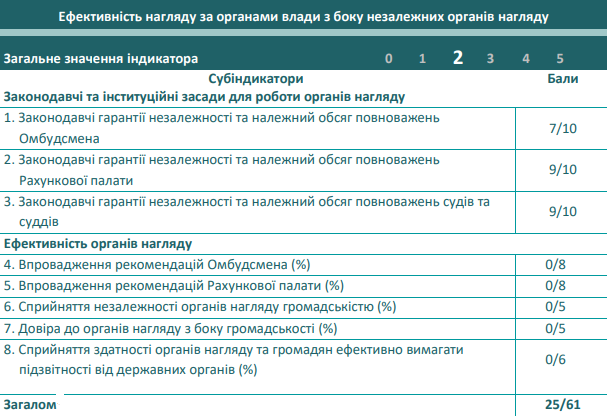 Ефективність нагляду за органами влади з боку незалежних органів нагляду
Загальне значення індикатора 0 1 2 3 4 5
Субіндикатори Бали
Законодавчі та інституційні засади для роботи органів нагляду
1. Законодавчі гарантії незалежності та належний обсяг повноважень
Омбудсмена 7/10
2. Законодавчі гарантії незалежності та належний обсяг повноважень
Рахункової палати 9/10
3. Законодавчі гарантії незалежності та належний обсяг повноважень судів та
суддів 9/10
Ефективність органів нагляду
4. Впровадження рекомендацій Омбудсмена (%) 0/8
5. Впровадження рекомендацій Рахункової палати (%) 0/8
6. Сприйняття незалежності органів нагляду громадськістю (%) 0/5
7. Довіра до органів нагляду з боку громадськості (%) 0/5
8. Сприйняття здатності органів нагляду та громадян ефективно вимагати
підзвітності від державних органів (%) 0/6
Загалом 25/61